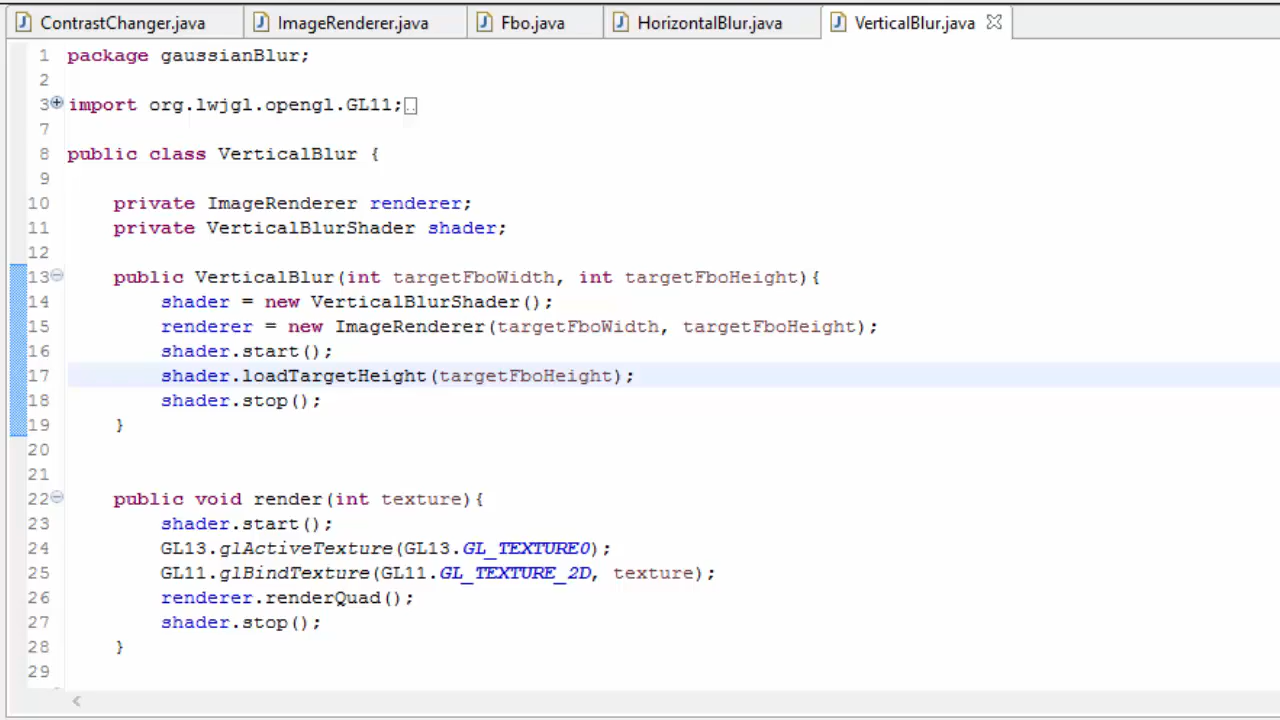 ContrastChanger.java ImageRenderer.java Fbo.java HorizontalBlur.java VerticalBlur.java
1 package gaussianBlur;
2
3 import org.lwjgl.opengl.GL11;
7
8 public class VerticalBlur {
9
10 private ImageRenderer renderer;
11 private VerticalBlurShader shader;
12
13 public VerticalBlur(int targetFboWidth, int targetFboHeight){
14 shader = new VerticalBlurShader();
15 renderer = new ImageRenderer(targetFboWidth, targetFboHeight);
16 shader.start();
17 shader.loadTargetHeight(targetFboHeight);
18 shader.stop();
19 }
20
21
22 public void render(int texture){
23 shader.start();
24 GL13.glActiveTexture(GL13.GL_TEXTURE0);
25 GL11.glBindTexture(GL11.GL_TEXTURE_2D, texture);
26 renderer.renderQuad();
27 shader.stop();
28 }
29